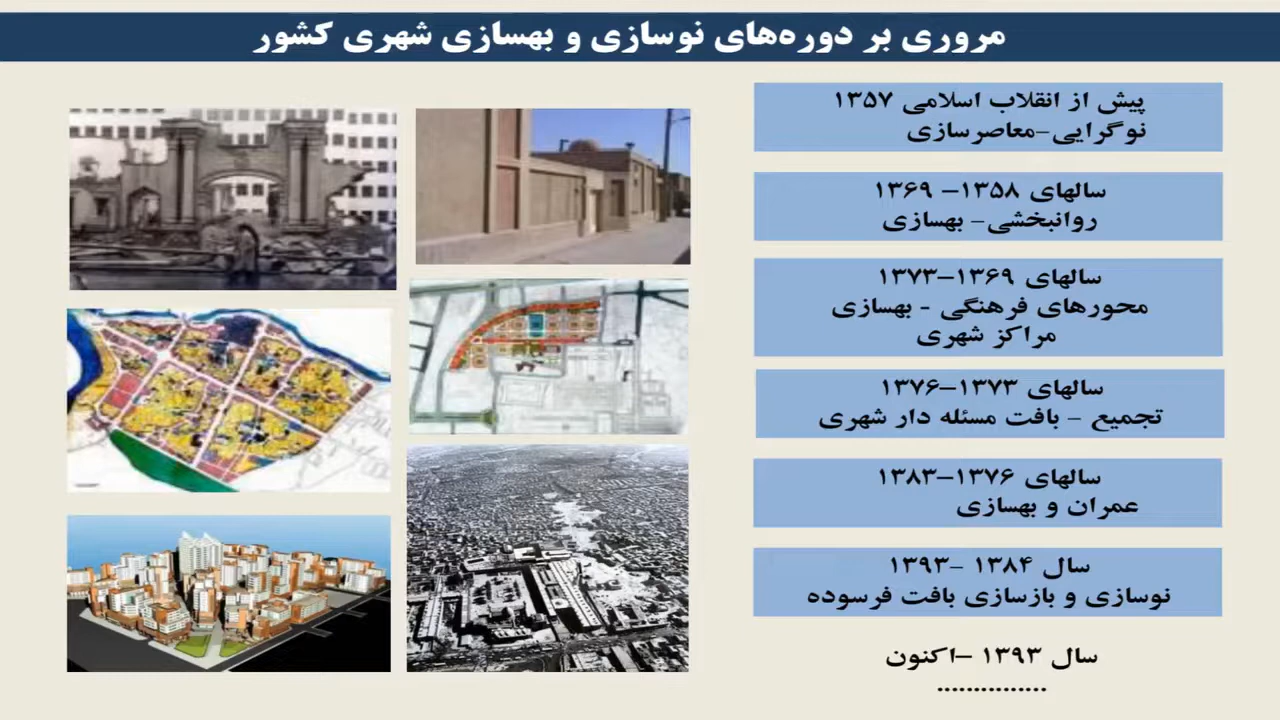 مروری بر دوره‌های نوسازی و بهسازی شهری کشور
پیش از انقلاب اسلامی ۱۳۵۷
نوگرایی-معاصرسازی
سالهای ۱۳۵۸– ۱۳۶۹
روانبخشی– بهسازی
سالهای ۱۳۶۹–۱۳۷۳
محورهای فرهنگی - بهسازی
مراکز شهری
سالهای ۱۳۷۳–۱۳۷۶
تجمیع – بافت مسئله دار شهری
سالهای ۱۳۷۶–۱۳۸۳
عمران و بهسازی
سال ۱۳۸۴ –۱۳۹۳
نوسازی و بازسازی بافت فرسوده
سال ۱۳۹۳ –اکنون
...............